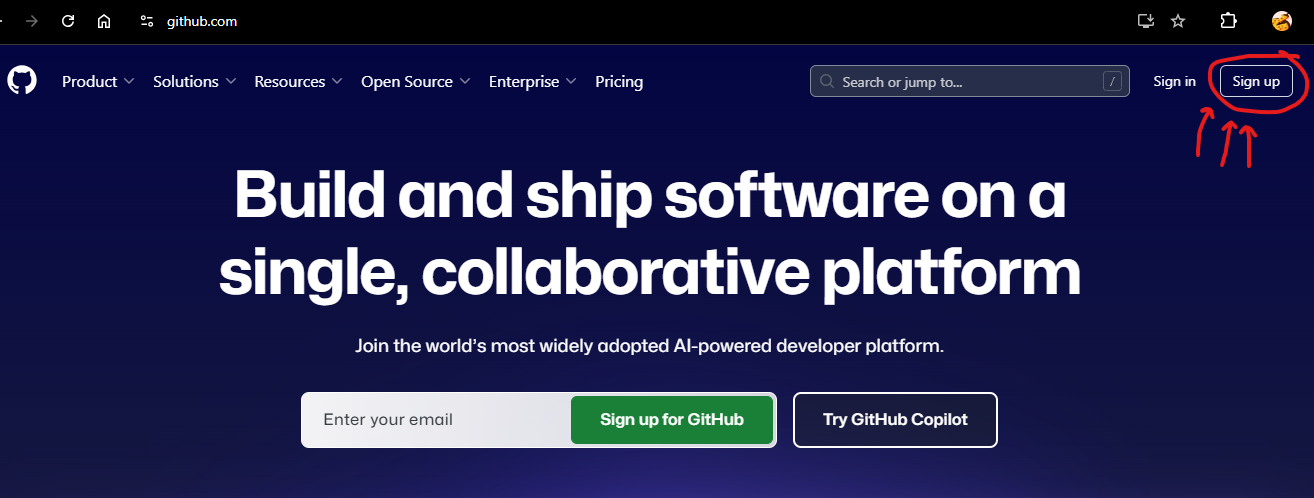 github.com
Product Solutions Resources Open Source Enterprise Pricing Search or jump to... / Sign in Sign up
Build and ship software on a
single, collaborative platform
Join the world's most widely adopted AI-powered developer platform.
Enter your email Sign up for GitHub Try GitHub Copilot